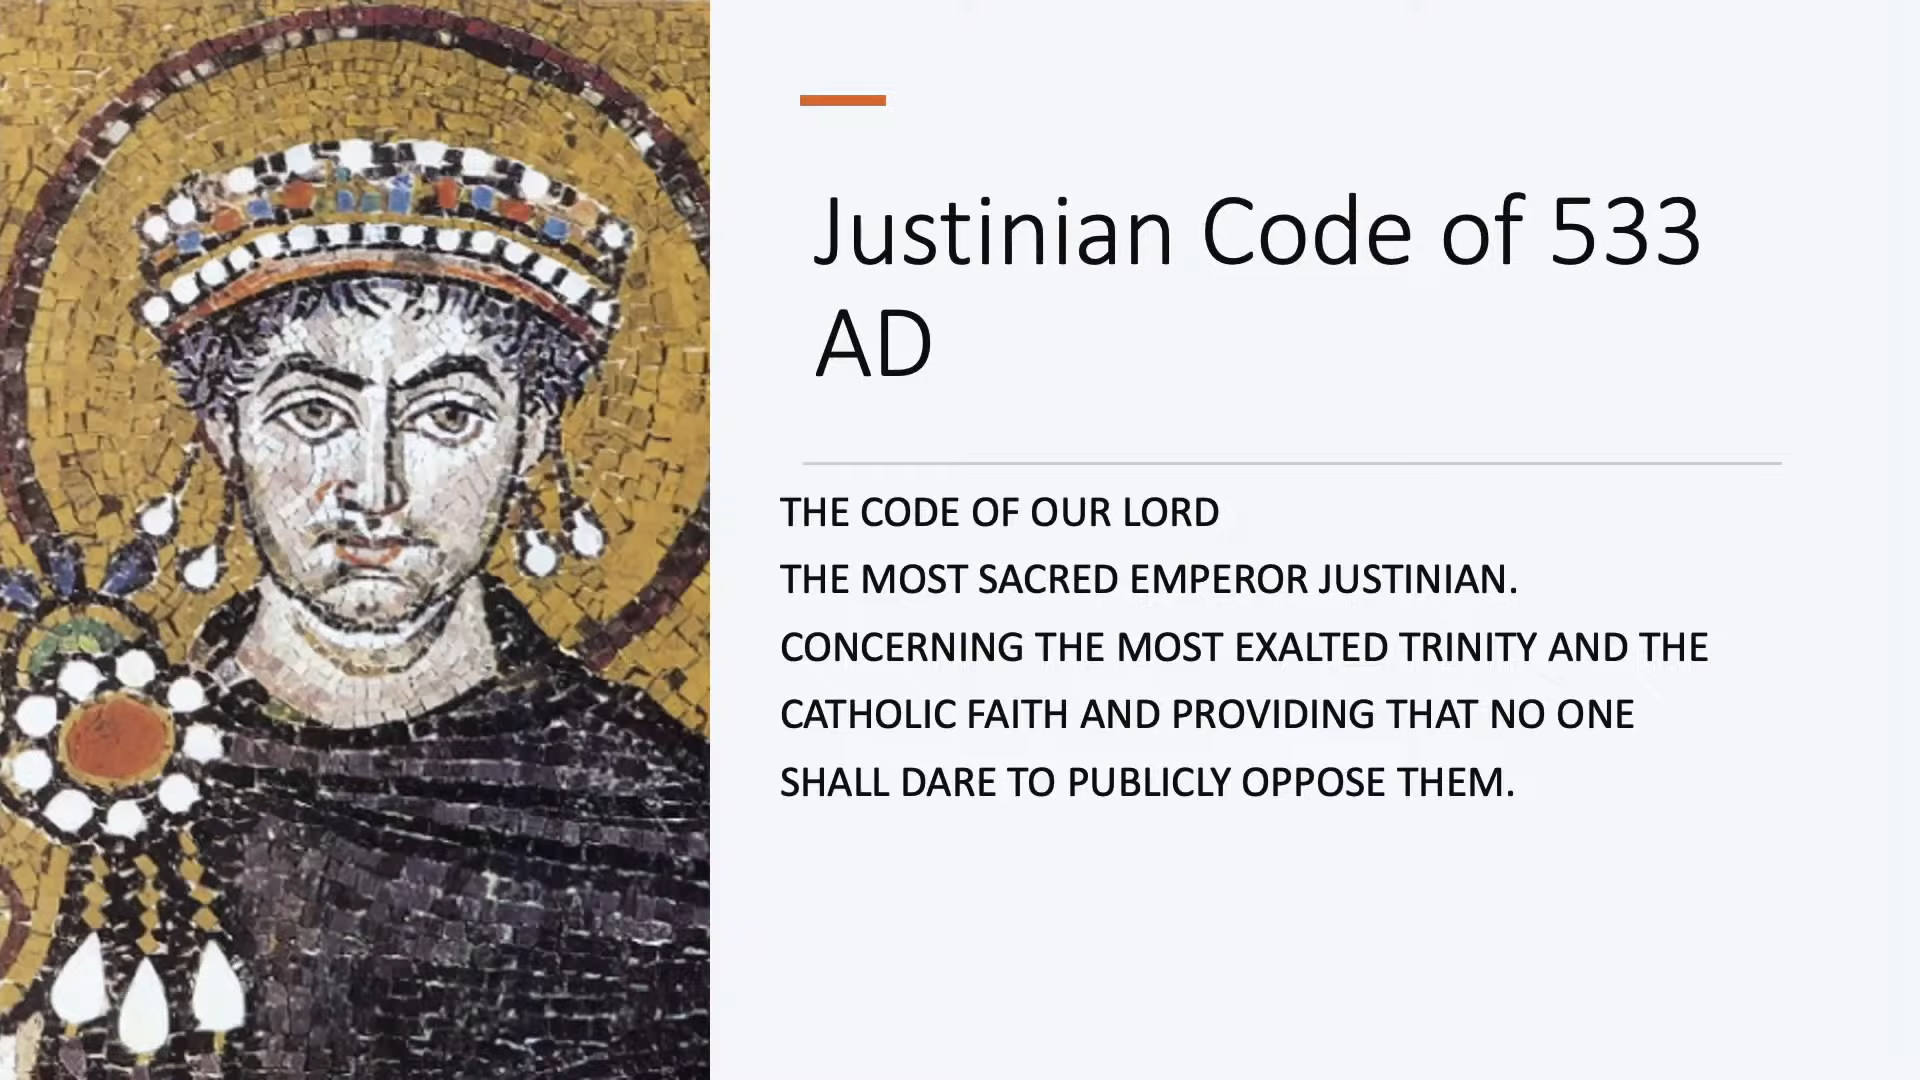 Justinian Code of 533
AD
THE CODE OF OUR LORD
THE MOST SACRED EMPEROR JUSTINIAN.
CONCERNING THE MOST EXALTED TRINITY AND THE
CATHOLIC FAITH AND PROVIDING THAT NO ONE
SHALL DARE TO PUBLICLY OPPOSE THEM.